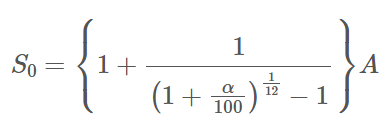 S_0 = \left\{ 1 + \frac{1}{\left( 1 + \frac{\alpha}{100} \right)^{\frac{1}{12}} - 1} \right\} A